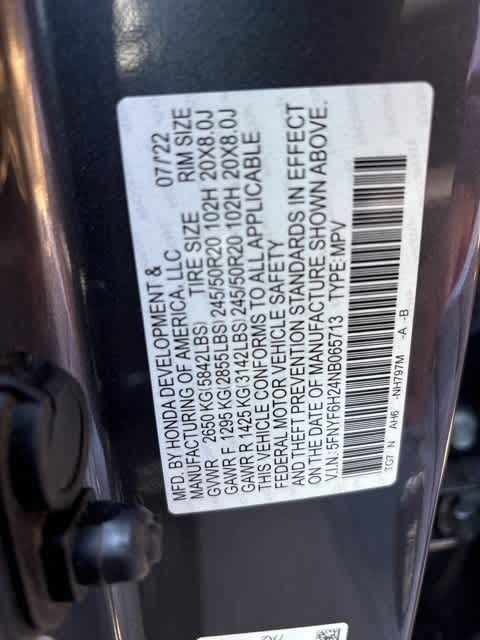 MFD. BY HONDA DEVELOPMENT & 07/'22
MANUFACTURING OF AMERICA, LLC
TIRE SIZE RIM SIZE
GVWR 2650 KG(5842LBS)
GAWR F 1295 KG(2855LBS)245/50R20 102H 20X8.0J
GAWR R 1425 KG(3142LBS)245/50R20 102H 20X8.0J
THIS VEHICLE CONFORMS TO ALL APPLICABLE
FEDERAL MOTOR VEHICLE SAFETY
AND THEFT PREVENTION STANDARDS IN EFFECT
ON THE DATE OF MANUFACTURE SHOWN ABOVE.
V.I.N.:5FNYF6H24NB065713 TYPE:MPV
TG7 N AH6 -NH797M -A -B